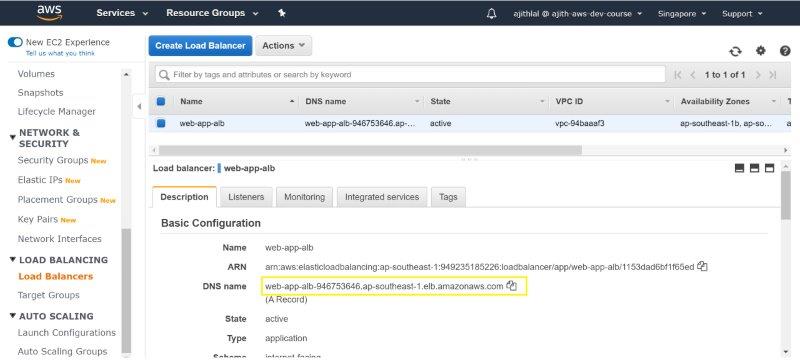 aws
Services
Resource Groups
ajithlal @ ajith-aws-dev-course
Singapore
Support
New EC2 Experience
Tell us what you think
Volumes
Snapshots
Lifecycle Manager
NETWORK &
SECURITY
Security Groups New
Elastic IPs New
Placement Groups New
Key Pairs New
Network Interfaces
LOAD BALANCING
Load Balancers
Target Groups
AUTO SCALING
Launch Configurations
Auto Scaling Groups
Create Load Balancer
Actions
Filter by tags and attributes or search by keyword
1 to 1 of 1
Name DNS name State VPC ID Availability Zones T
web-app-alb web-app-alb-946753646.ap-... active vpc-94baaaf3 ap-southeast-1b, ap-so... a
Load balancer: web-app-alb
Description Listeners Monitoring Integrated services Tags
Basic Configuration
Name web-app-alb
ARN arn:aws:elasticloadbalancing:ap-southeast-1:949235185226:loadbalancer/app/web-app-alb/1153dad6bf1f65ed
DNS name web-app-alb-946753646.ap-southeast-1.elb.amazonaws.com
(A Record)
State active
Type application
Scheme internet-facing